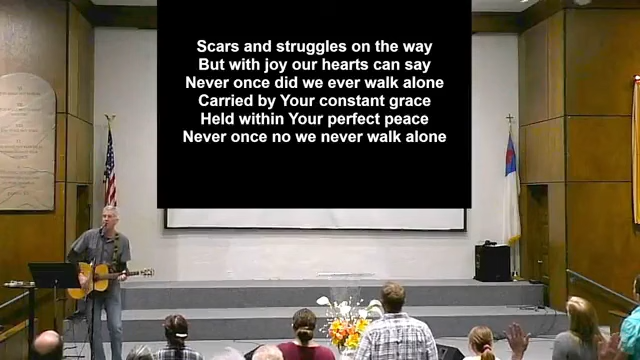 Scars and struggles on the way
But with joy our hearts can say
Never once did we ever walk alone
Carried by Your constant grace
Held within Your perfect peace
Never once no we never walk alone